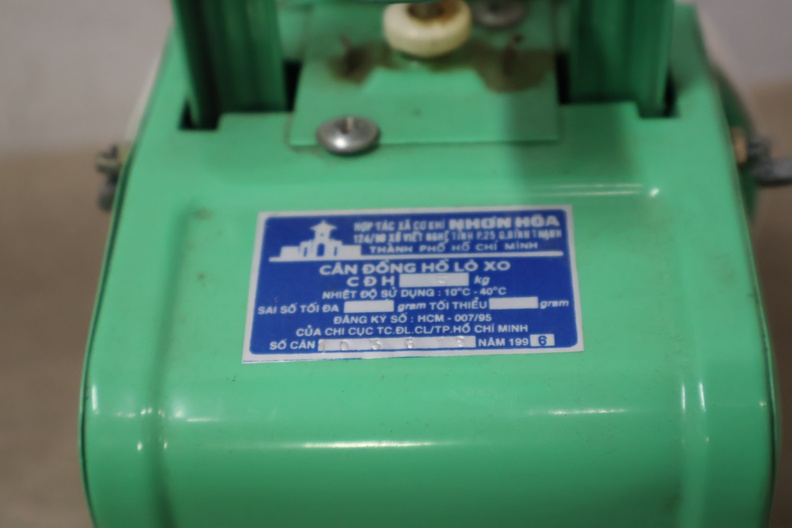 HỢP TÁC XÃ CƠ KHÍ NHƠN HÒA
124/90 XÔ VIẾT NGHỆ TĨNH P.25 Q.BÌNH THẠNH
THÀNH PHỐ HỒ CHÍ MINH
CÂN ĐỒNG HỒ LÒ XO
CĐH kg
NHIỆT ĐỘ SỬ DỤNG : 10°C - 40°C
SAI SỐ TỐI ĐA gram TỐI THIỂU gram
ĐĂNG KÝ SỐ : HCM - 007/95
CỦA CHI CỤC TC.ĐL.CL/TP.HỒ CHÍ MINH
SỐ CÂN NĂM 1996